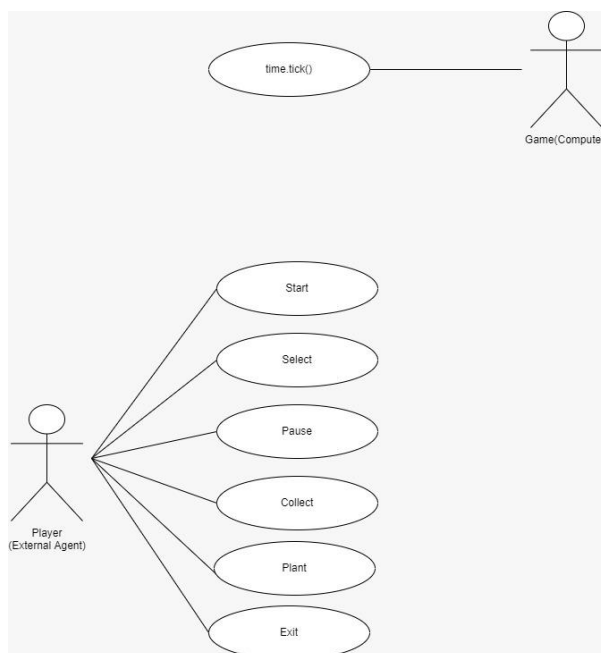 time.tick()
Game(Compute
Start
Select
Pause
Collect
Player
(External Agent)
Plant
Exit